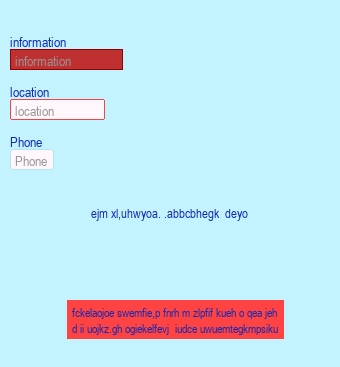 information
information
location
location
Phone
Phone
ejm xl,uhwyoa. .abbcbhegk deyo
fckelaojoe swemfie,p fnrh m zlpfif kueh o qea jeh
d ii uojkz.gh ogiekelfevj iudce uwuemtegkmpsiku